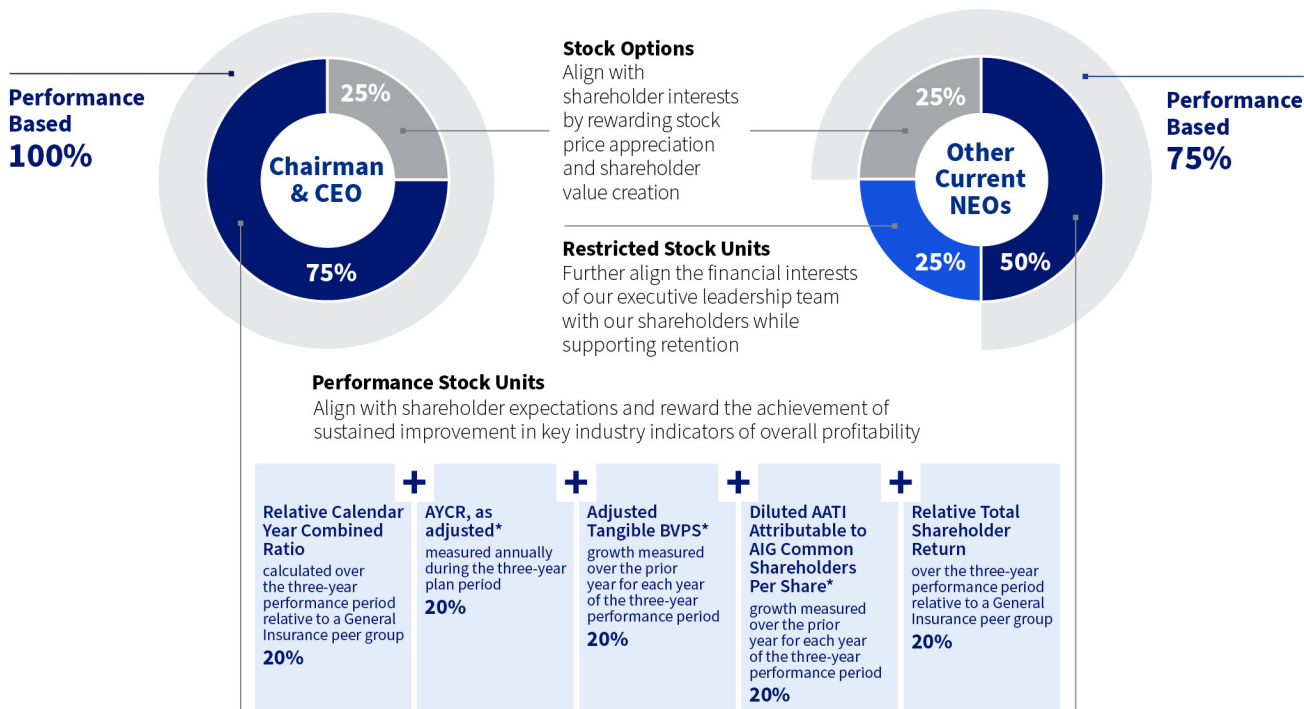 Performance
Based
100%
25%
Chairman
& CEO
75%
Stock Options
Align with
shareholder interests
by rewarding stock
price appreciation
and shareholder
value creation
Restricted Stock Units
Further align the financial interests
of our executive leadership team
with our shareholders while
supporting retention
25%
Other
Current
NEOs
25%
50%
Performance
Based
75%
Performance Stock Units
Align with shareholder expectations and reward the achievement of
sustained improvement in key industry indicators of overall profitability
Relative Calendar
Year Combined
Ratio
calculated over
the three-year
performance period
relative to a General
Insurance peer group
20%
+
AYCR, as
adjusted*
measured annually
during the three-year
plan period
20%
+
Adjusted
Tangible BVPS*
growth measured
over the prior
year for each year
of the three-year
performance period
20%
+
Diluted AATI
Attributable to
AIG Common
Shareholders
Per Share*
growth measured
over the prior
year for each year
of the three-year
performance period
20%
+
Relative Total
Shareholder
Return
over the three-year
performance period
relative to a General
Insurance peer group
20%